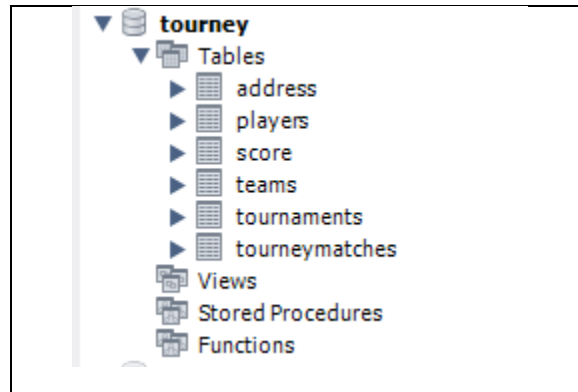 tourney
Tables
address
players
score
teams
tournaments
tourneymatches
Views
Stored Procedures
Functions